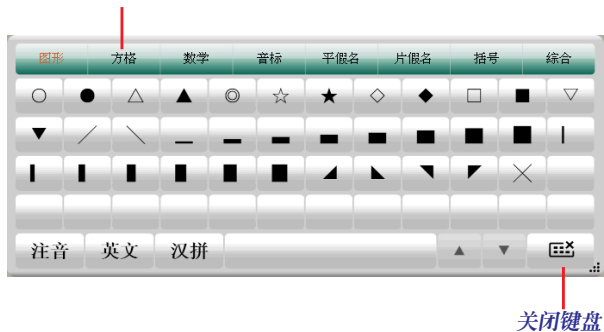 图形 方格 数学 音标 平假名 片假名 括号 综合
○ ● △ ▲ ◎ ☆ ★ ◇ ◆ □ ■ ▽
▼ ╱ ╲ ▁ ▂ ▃ ▄ ▅ ▆ ▇ █ ▏
▎ ▍ ▌ ▋ ▊ ▉ ◢ ◣ ◥ ◤ ╳
注音 英文 汉拼 ▲ ▼
关闭键盘